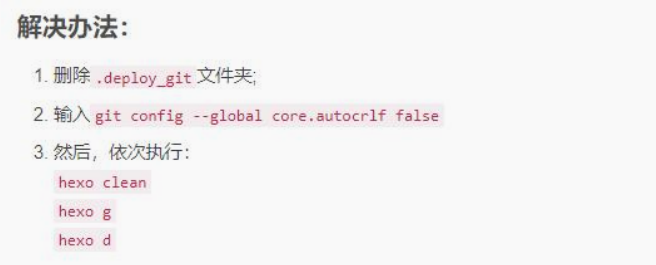 解决办法：
1. 删除 .deploy_git 文件夹;
2. 输入 git config --global core.autocrlf false
3. 然后，依次执行：
hexo clean
hexo g
hexo d